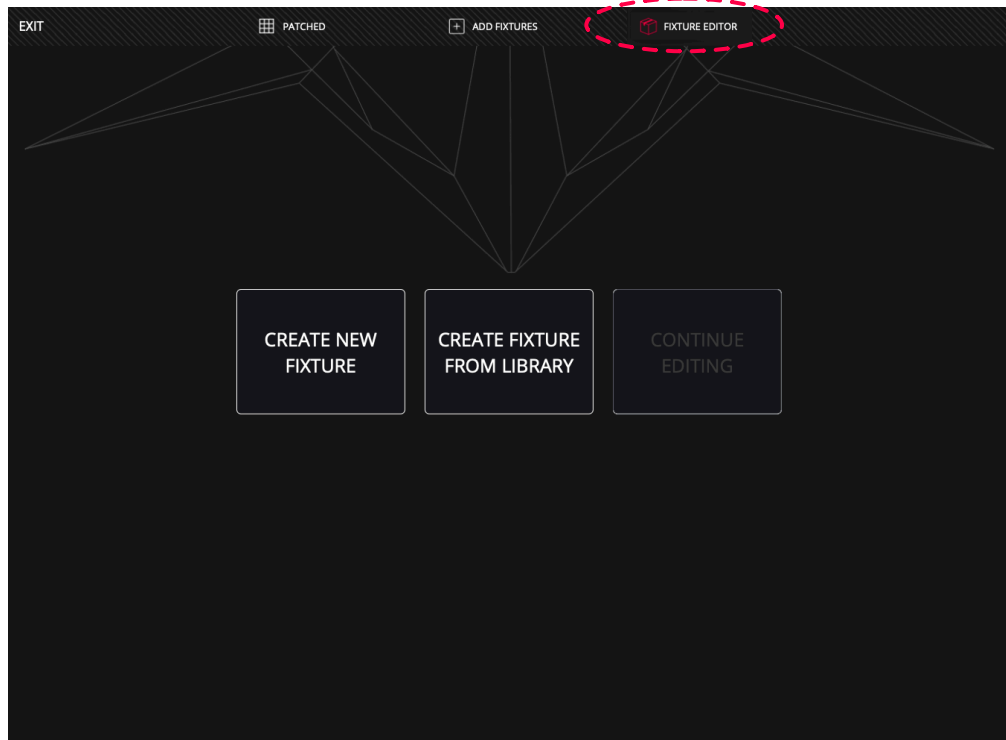 EXIT
PATCHED
ADD FIXTURES
FIXTURE EDITOR
CREATE NEW
FIXTURE
CREATE FIXTURE
FROM LIBRARY
CONTINUE
EDITING